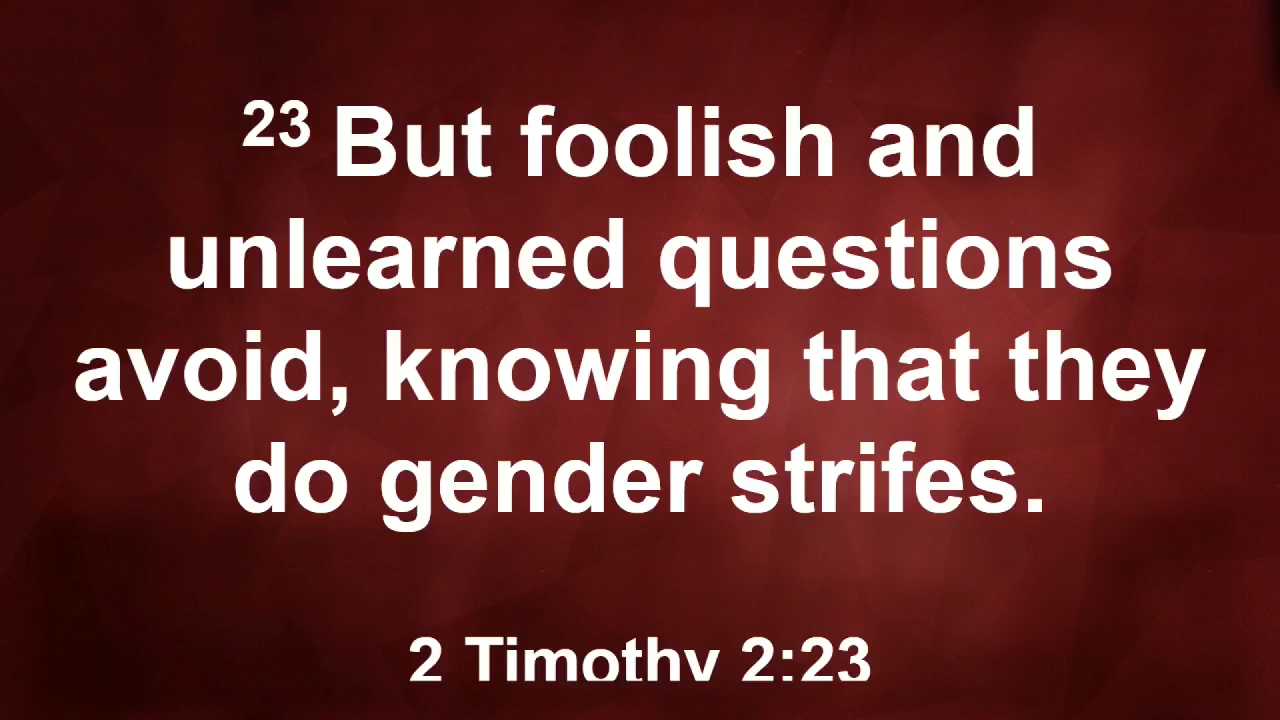 23 But foolish and
unlearned questions
avoid, knowing that they
do gender strifes.
2 Timothy 2:23